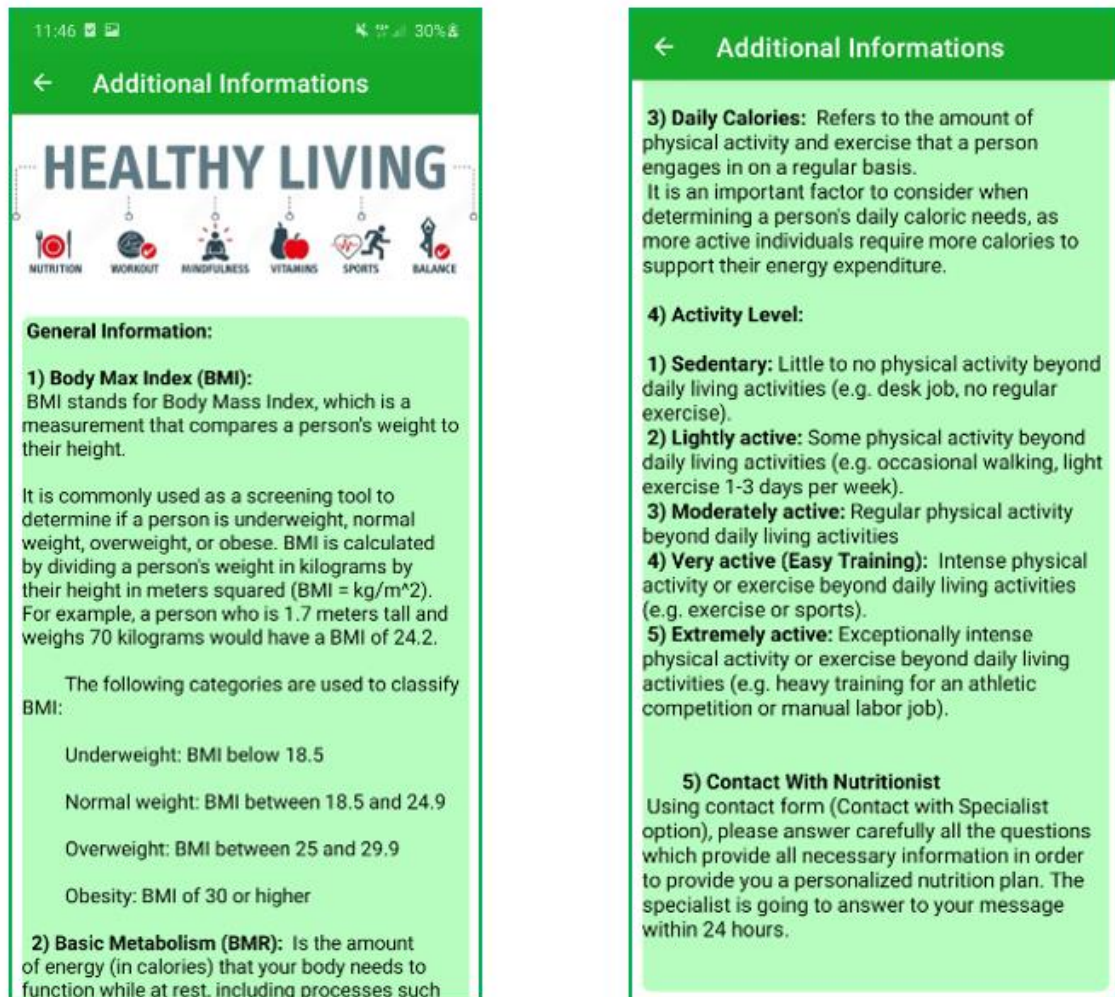 11:46
30%
Additional Informations
HEALTHY LIVING
NUTRITION WORKOUT MINDFULNESS VITAMINS SPORTS BALANCE
General Information:
1) Body Max Index (BMI):
BMI stands for Body Mass Index, which is a
measurement that compares a person's weight to
their height.
It is commonly used as a screening tool to
determine if a person is underweight, normal
weight, overweight, or obese. BMI is calculated
by dividing a person's weight in kilograms by
their height in meters squared (BMI = kg/m^2).
For example, a person who is 1.7 meters tall and
weighs 70 kilograms would have a BMI of 24.2.
The following categories are used to classify
BMI:
Underweight: BMI below 18.5
Normal weight: BMI between 18.5 and 24.9
Overweight: BMI between 25 and 29.9
Obesity: BMI of 30 or higher
2) Basic Metabolism (BMR): Is the amount
of energy (in calories) that your body needs to
function while at rest, including processes such
Additional Informations
3) Daily Calories: Refers to the amount of
physical activity and exercise that a person
engages in on a regular basis.
It is an important factor to consider when
determining a person's daily caloric needs, as
more active individuals require more calories to
support their energy expenditure.
4) Activity Level:
1) Sedentary: Little to no physical activity beyond
daily living activities (e.g. desk job, no regular
exercise).
2) Lightly active: Some physical activity beyond
daily living activities (e.g. occasional walking, light
exercise 1-3 days per week).
3) Moderately active: Regular physical activity
beyond daily living activities
4) Very active (Easy Training): Intense physical
activity or exercise beyond daily living activities
(e.g. exercise or sports).
5) Extremely active: Exceptionally intense
physical activity or exercise beyond daily living
activities (e.g. heavy training for an athletic
competition or manual labor job).
5) Contact With Nutritionist
Using contact form (Contact with Specialist
option), please answer carefully all the questions
which provide all necessary information in order
to provide you a personalized nutrition plan. The
specialist is going to answer to your message
within 24 hours.